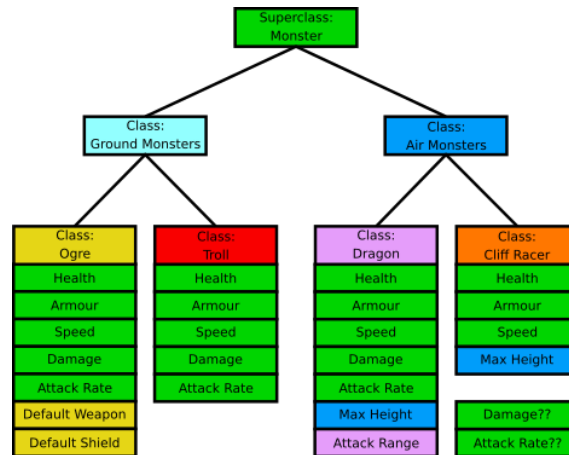 Superclass:
Monster
Class:
Ground Monsters
Class:
Air Monsters
Class:
Ogre
Health
Armour
Speed
Damage
Attack Rate
Default Weapon
Default Shield
Class:
Troll
Health
Armour
Speed
Damage
Attack Rate
Class:
Dragon
Health
Armour
Speed
Damage
Attack Rate
Max Height
Attack Range
Class:
Cliff Racer
Health
Armour
Speed
Max Height
Damage??
Attack Rate??